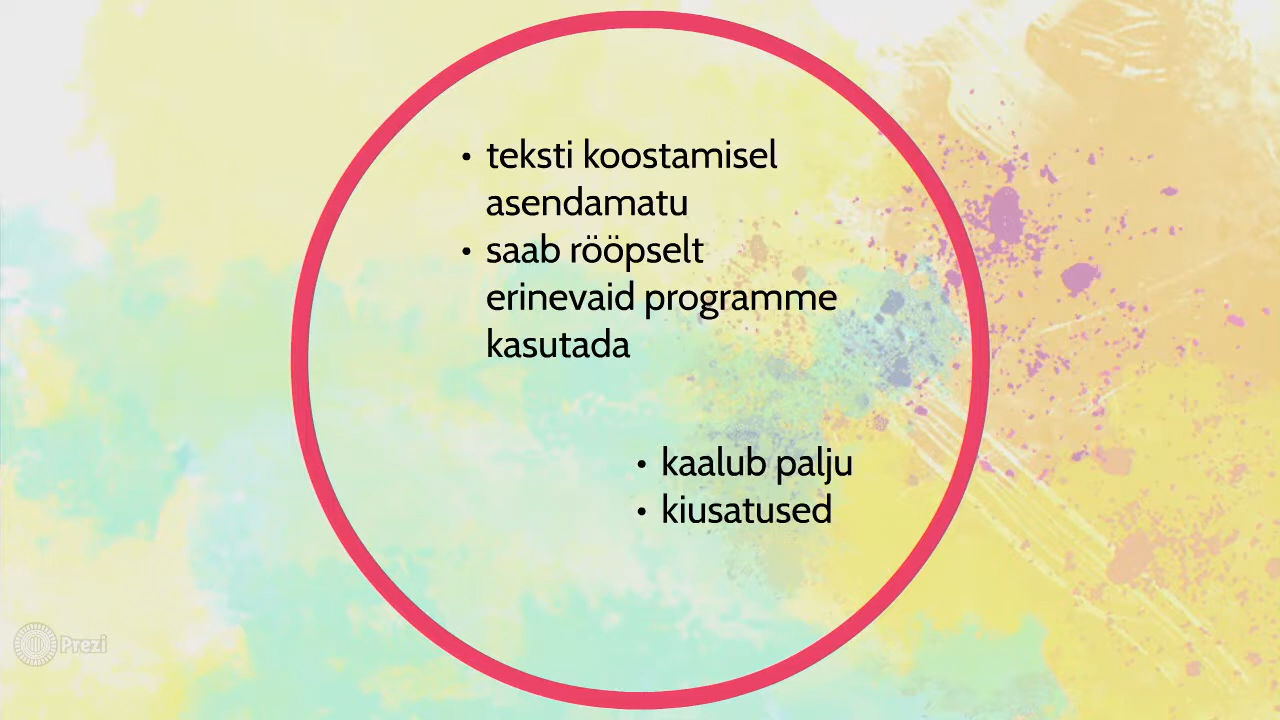 • teksti koostamisel
asendamatu
• saab rööpselt
erinevaid programme
kasutada
• kaalub palju
• kiusatused
Prezi